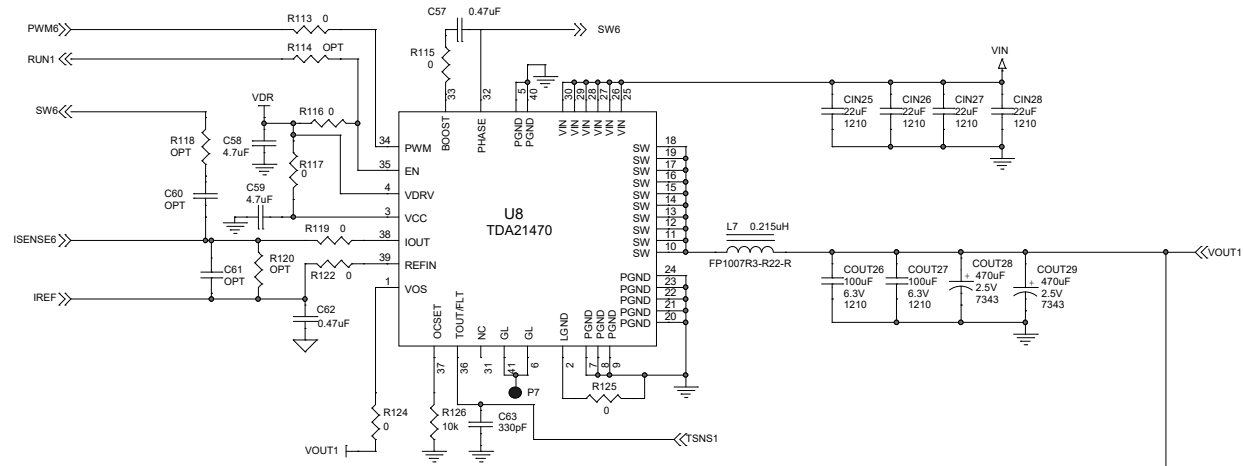 C57
0.47uF
PWM6
R113 0
SW6
RUN1
R114 OPT
R115
0
VIN
SW6
33
32
5
40
30
29
28
27
26
25
BOOST
PHASE
PGND
PGND
VIN
VIN
VIN
VIN
VIN
VIN
CIN25
22uF
1210
CIN26
22uF
1210
CIN27
22uF
1210
CIN28
22uF
1210
VDR
R116 0
R118
OPT
C58
4.7uF
R117
0
C59
4.7uF
C60
OPT
34 PWM
35 EN
4 VDRV
3 VCC
38 IOUT
39 REFIN
1 VOS
U8
TDA21470
SW 18
SW 19
SW 17
SW 16
SW 15
SW 14
SW 13
SW 12
SW 11
SW 10
PGND 24
PGND 23
PGND 22
PGND 21
PGND 20
L7 0.215uH
FP1007R3-R22-R
VOUT1
COUT26
100uF
6.3V
1210
COUT27
100uF
6.3V
1210
COUT28
+ 470uF
2.5V
7343
COUT29
+ 470uF
2.5V
7343
ISENSE6
R119
0
C61
OPT
R120
OPT
R122 0
IREF
C62
0.47uF
OCSET
TOUT/FLT
NC
GL
GL
LGND
PGND
PGND
PGND
37
36
31
41
6
2
7
8
9
P7
R125
0
R124
0
R126
10k
C63
330pF
TSNS1
VOUT1